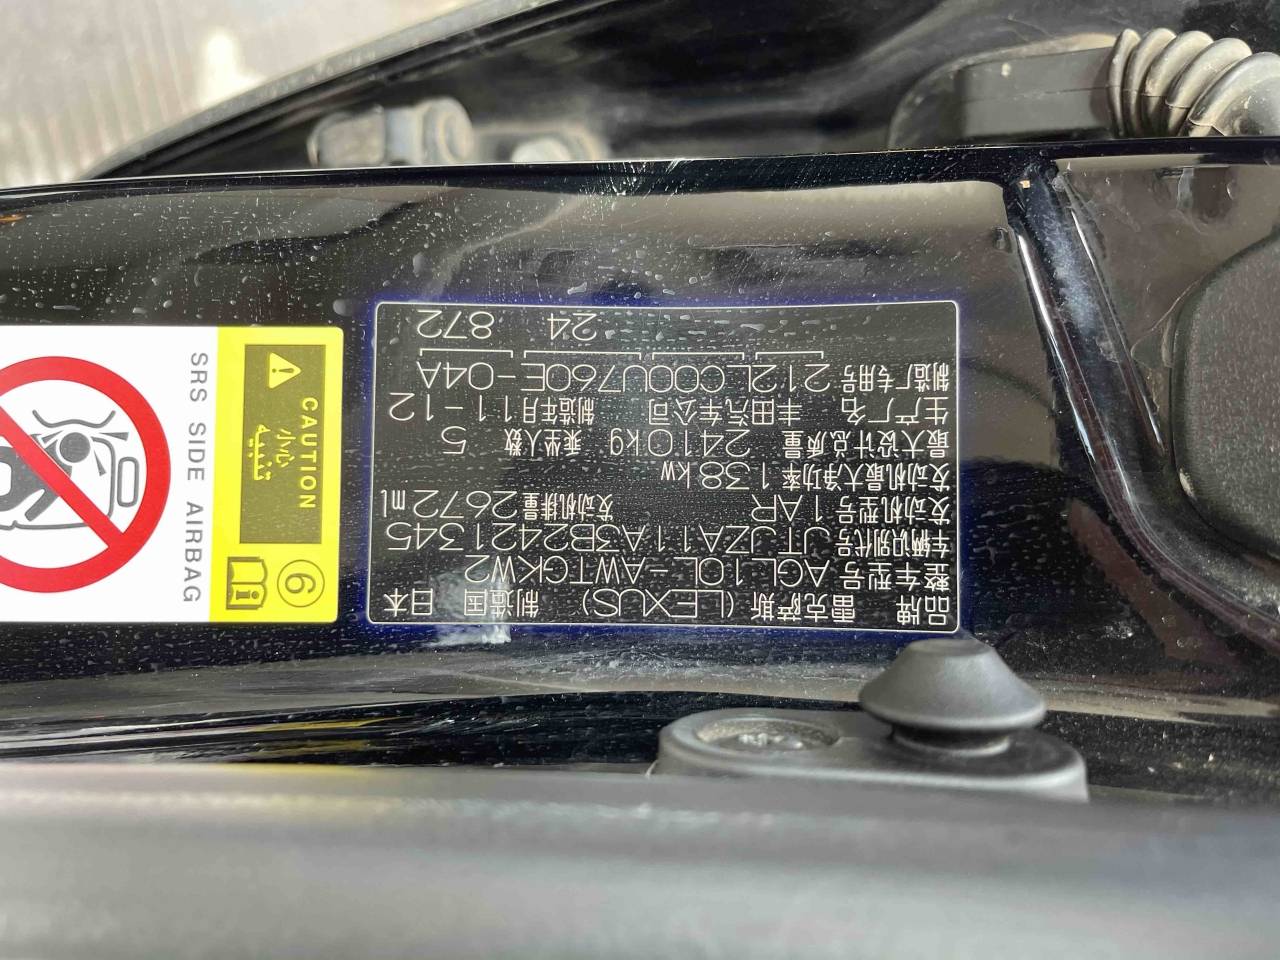 品牌 雷克萨斯(LEXUS) 制造国 日本
整车型号 AGL10L-AWTGKW2
车辆识别代号 JTJZA11A3B2421345
发动机型号 1AR 发动机排量 2672ml
发动机最大净功率 138kw
最大设计总质量 2410kg 乘坐人数 5
生产厂名 丰田汽车公司 制造年月 11-12
制造厂专用号 212LC00U760E-04A
24 872
CAUTION
小心
تنبيه
6
SRS SIDE AIRBAG